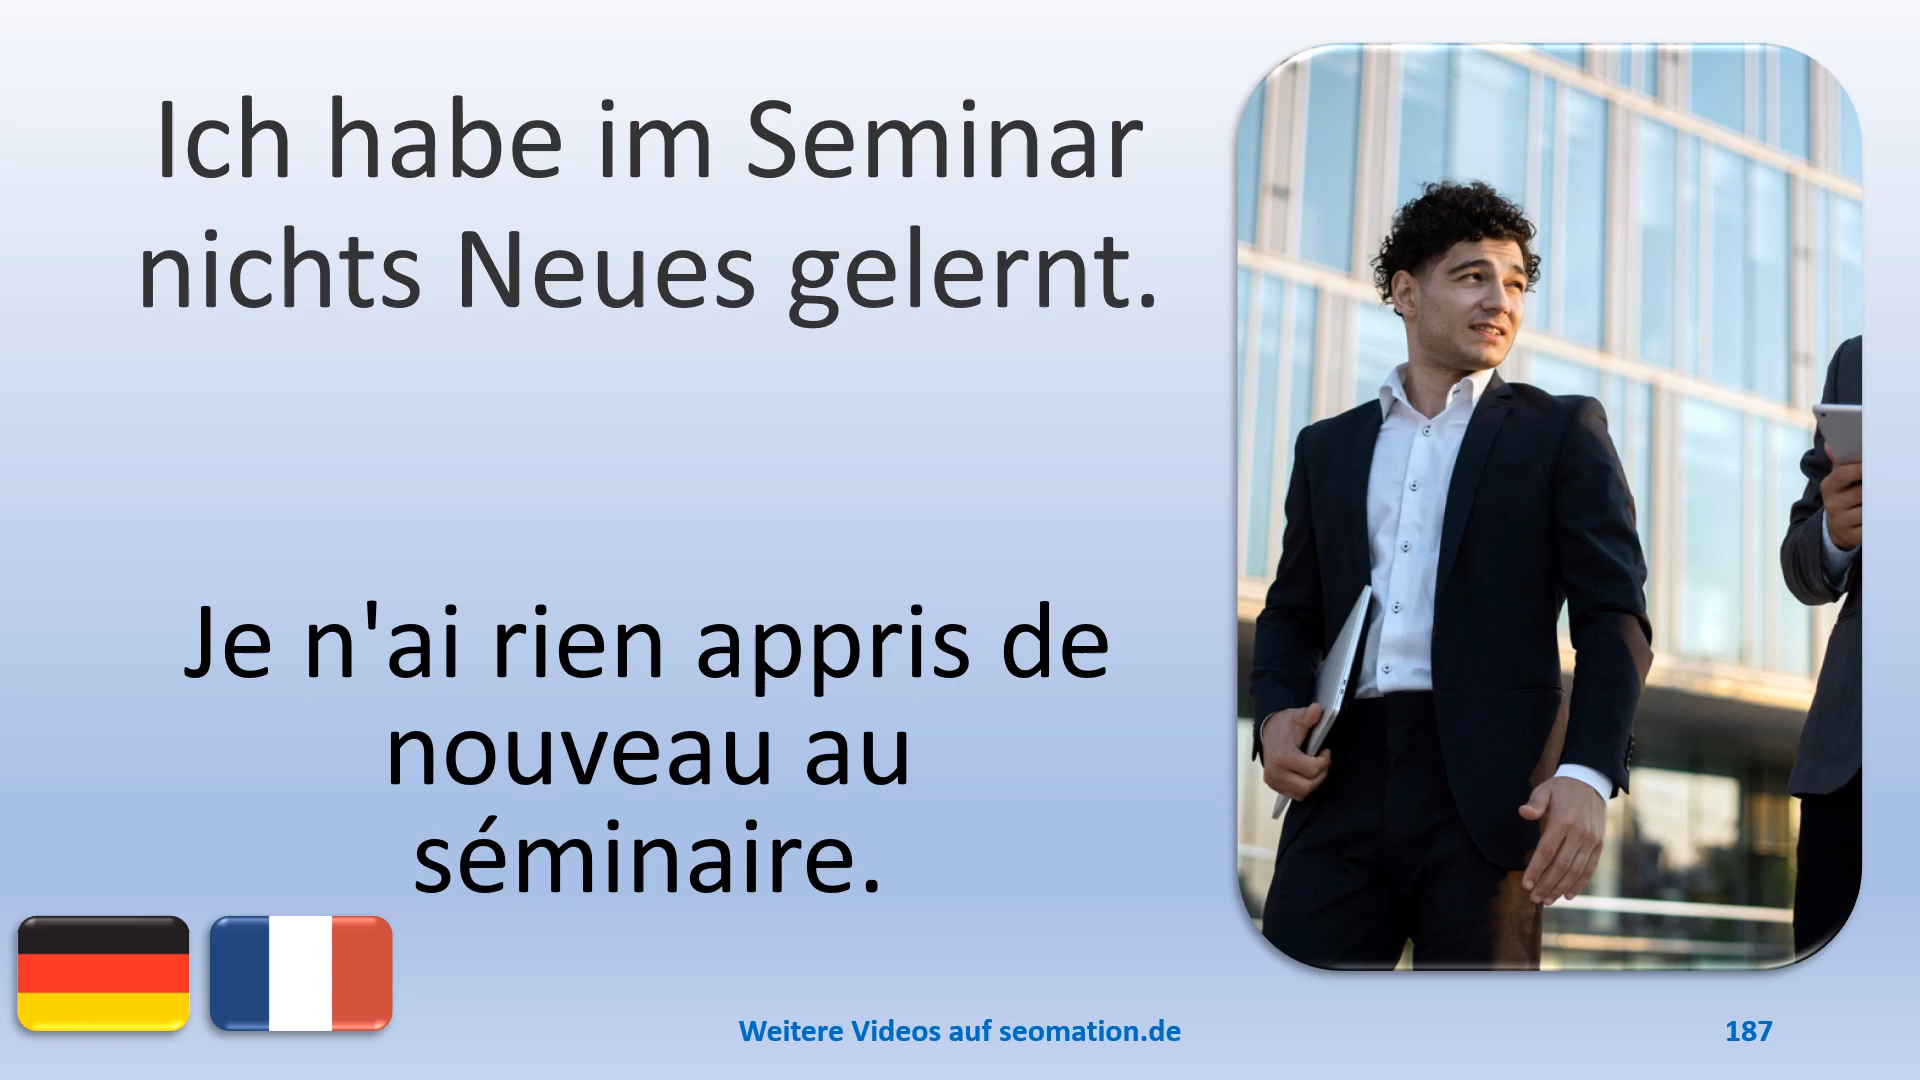 Ich habe im Seminar
nichts Neues gelernt.
Je n'ai rien appris de
nouveau au
séminaire.
Weitere Videos auf seomation.de
187